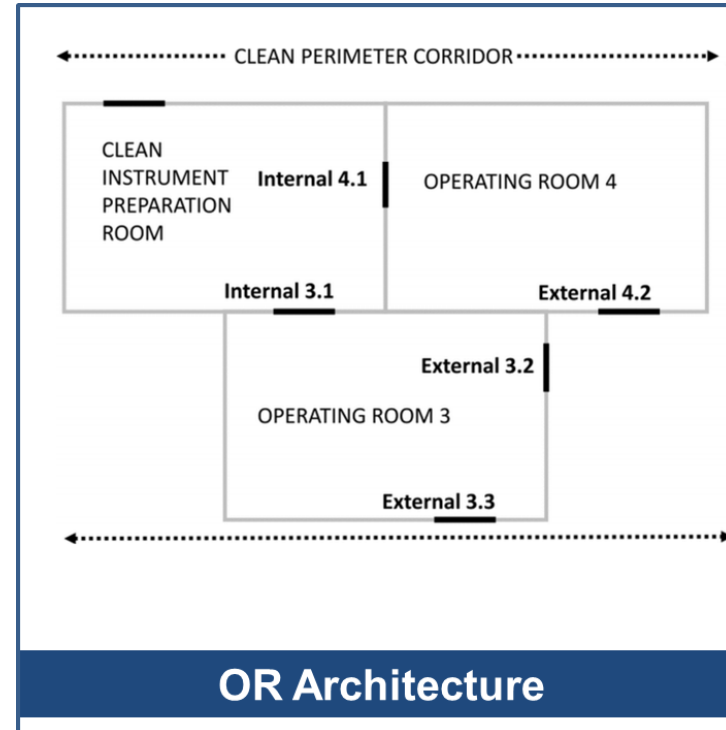 CLEAN PERIMETER CORRIDOR
CLEAN
INSTRUMENT
PREPARATION
ROOM
Internal 4.1
OPERATING ROOM 4
Internal 3.1
External 4.2
External 3.2
OPERATING ROOM 3
External 3.3
OR Architecture